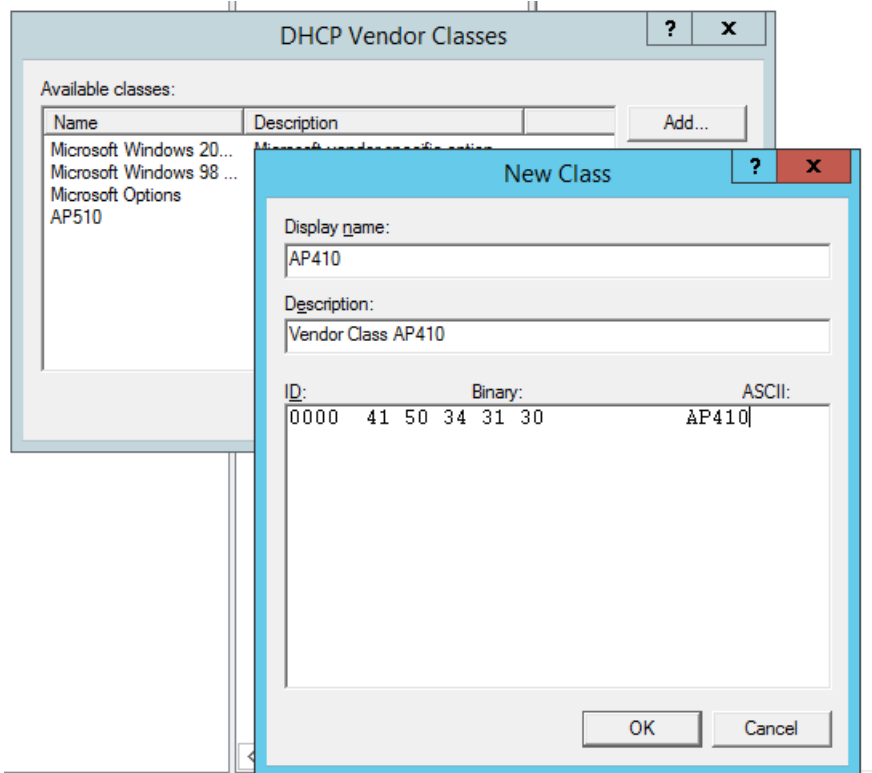 DHCP Vendor Classes
? x
Available classes:
Name Description
Add...
Microsoft Windows 20...
Microsoft Windows 98 ...
Microsoft Options
AP510
New Class
? x
Display name:
AP410
Description:
Vendor Class AP410
ID: Binary: ASCII:
0000 41 50 34 31 30 AP410
OK Cancel